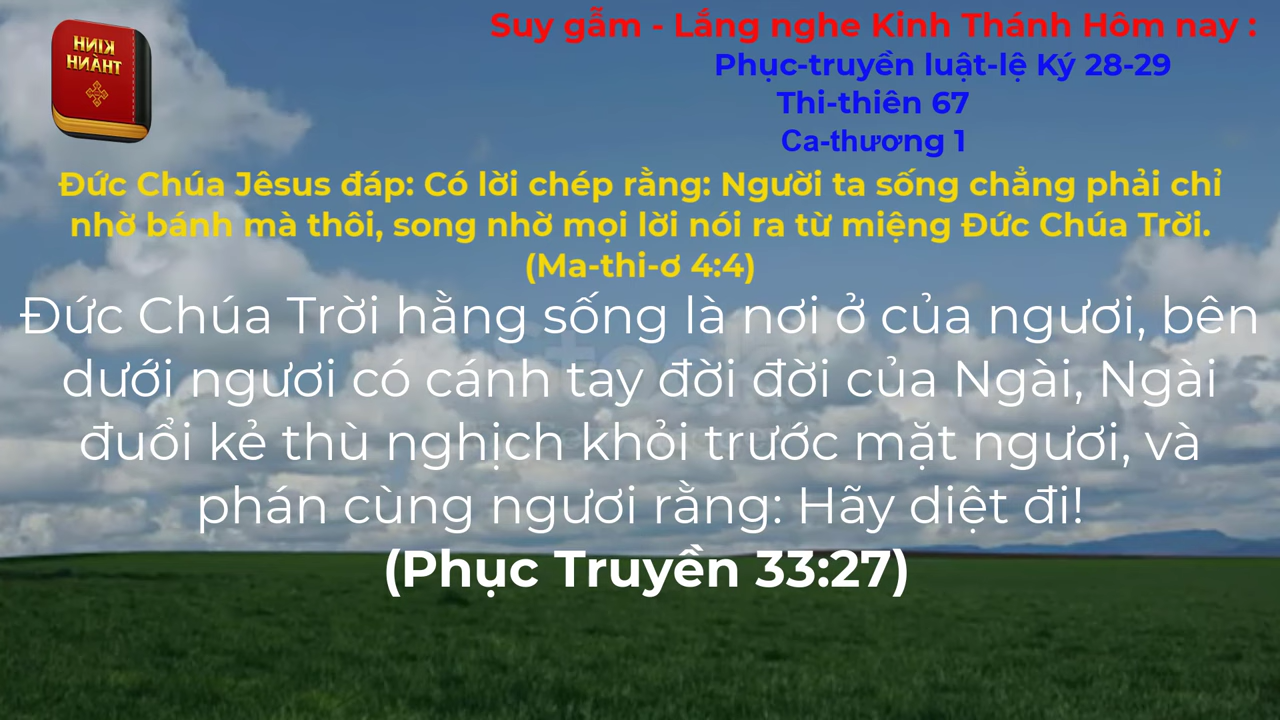 Suy gẫm - Lắng nghe Kinh Thánh Hôm nay :
KINH
THÁNH
Phục-truyền luật-lệ Ký 28-29
Thi-thiên 67
Ca-thương 1
Đức Chúa Jêsus đáp: Có lời chép rằng: Người ta sống chẳng phải chỉ
nhờ bánh mà thôi, song nhờ mọi lời nói ra từ miệng Đức Chúa Trời.
(Ma-thi-ơ 4:4)
Đức Chúa Trời hằng sống là nơi ở của ngươi, bên
dưới ngươi có cánh tay đời đời của Ngài, Ngài
đuổi kẻ thù nghịch khỏi trước mặt ngươi, và
phán cùng ngươi rằng: Hãy diệt đi!
(Phục Truyền 33:27)